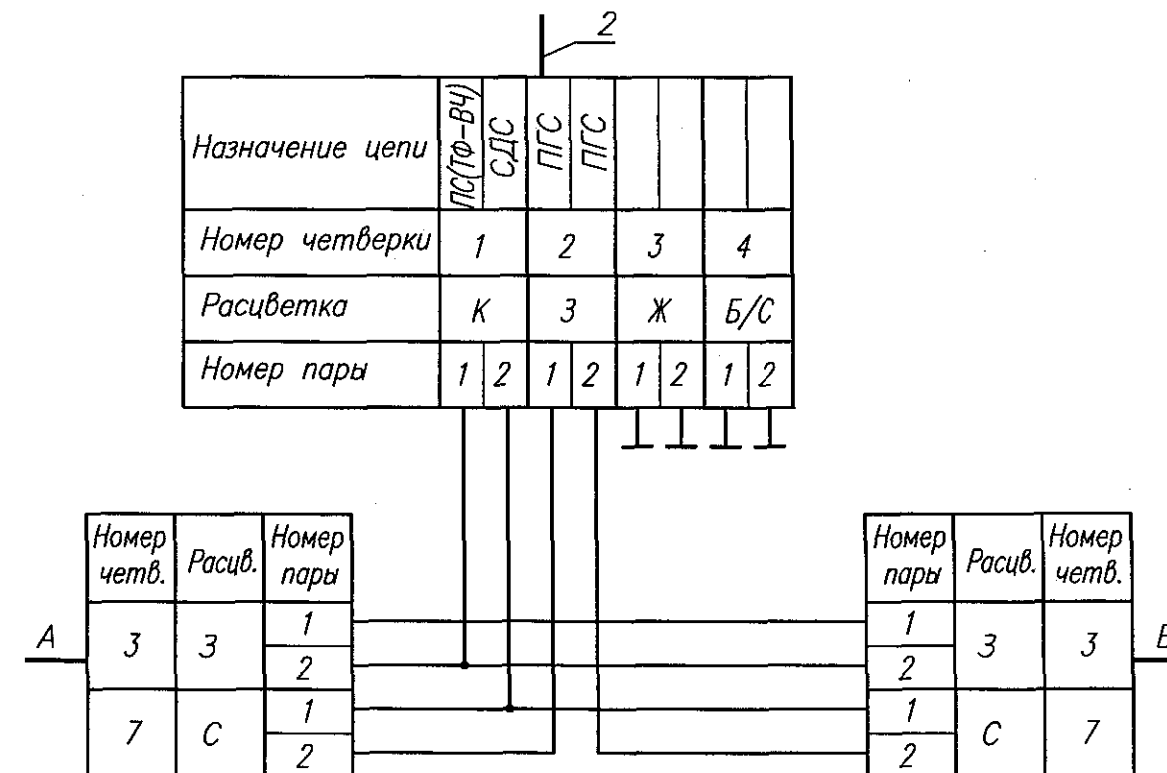 2
Назначение цепи ПС(ТФ-ВЧ) СДС ПГС ПГС
Номер четверки 1 2 3 4
Расцветка К З Ж Б/С
Номер пары 1 2 1 2 1 2 1 2
Номер четв. Расцв. Номер пары
А 3 З 1
2
7 С 1
2
Номер пары Расцв. Номер четв.
1 З 3
2
1 С 7
2